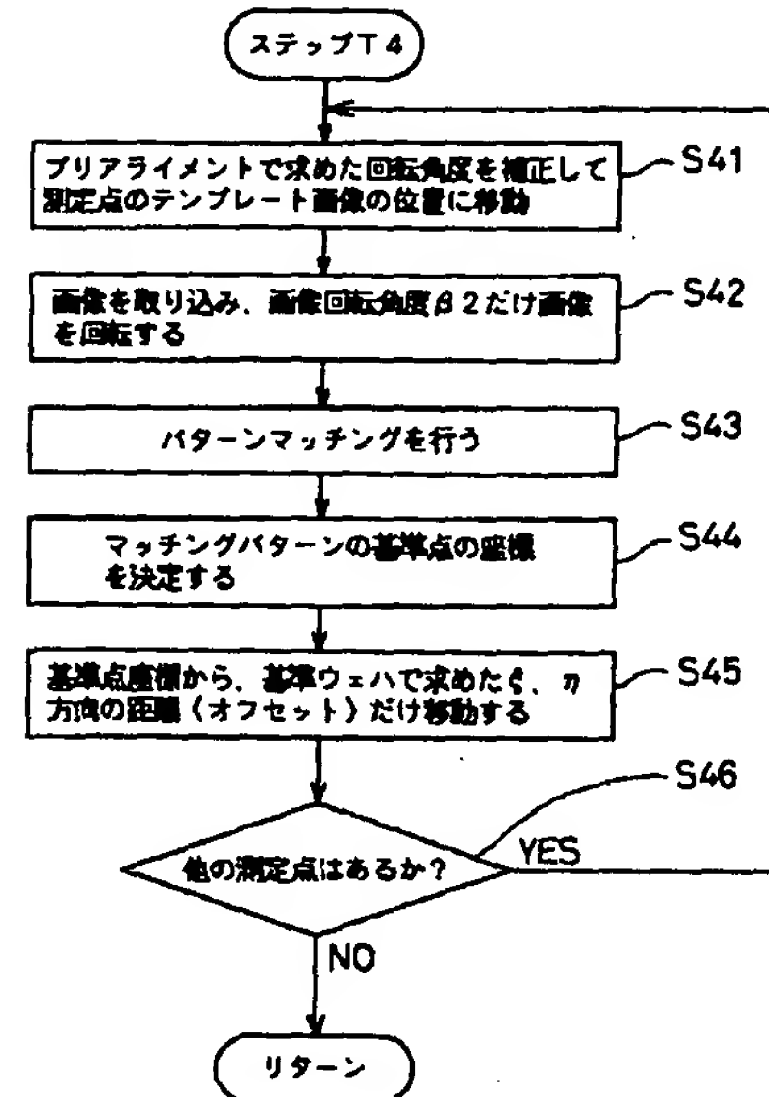 ステップT4
プリアライメントで求めた回転角度を補正して
測定点のテンプレート画像の位置に移動
S41
画像を取り込み、画像回転角度β2だけ画像
を回転する
S42
パターンマッチングを行う
S43
マッチングパターンの基準点の座標
を決定する
S44
基準点座標から、基準ウェハで求めたζ、η
方向の距離(オフセット)だけ移動する
S45
S46
他の測定点はあるか?
YES
NO
リターン